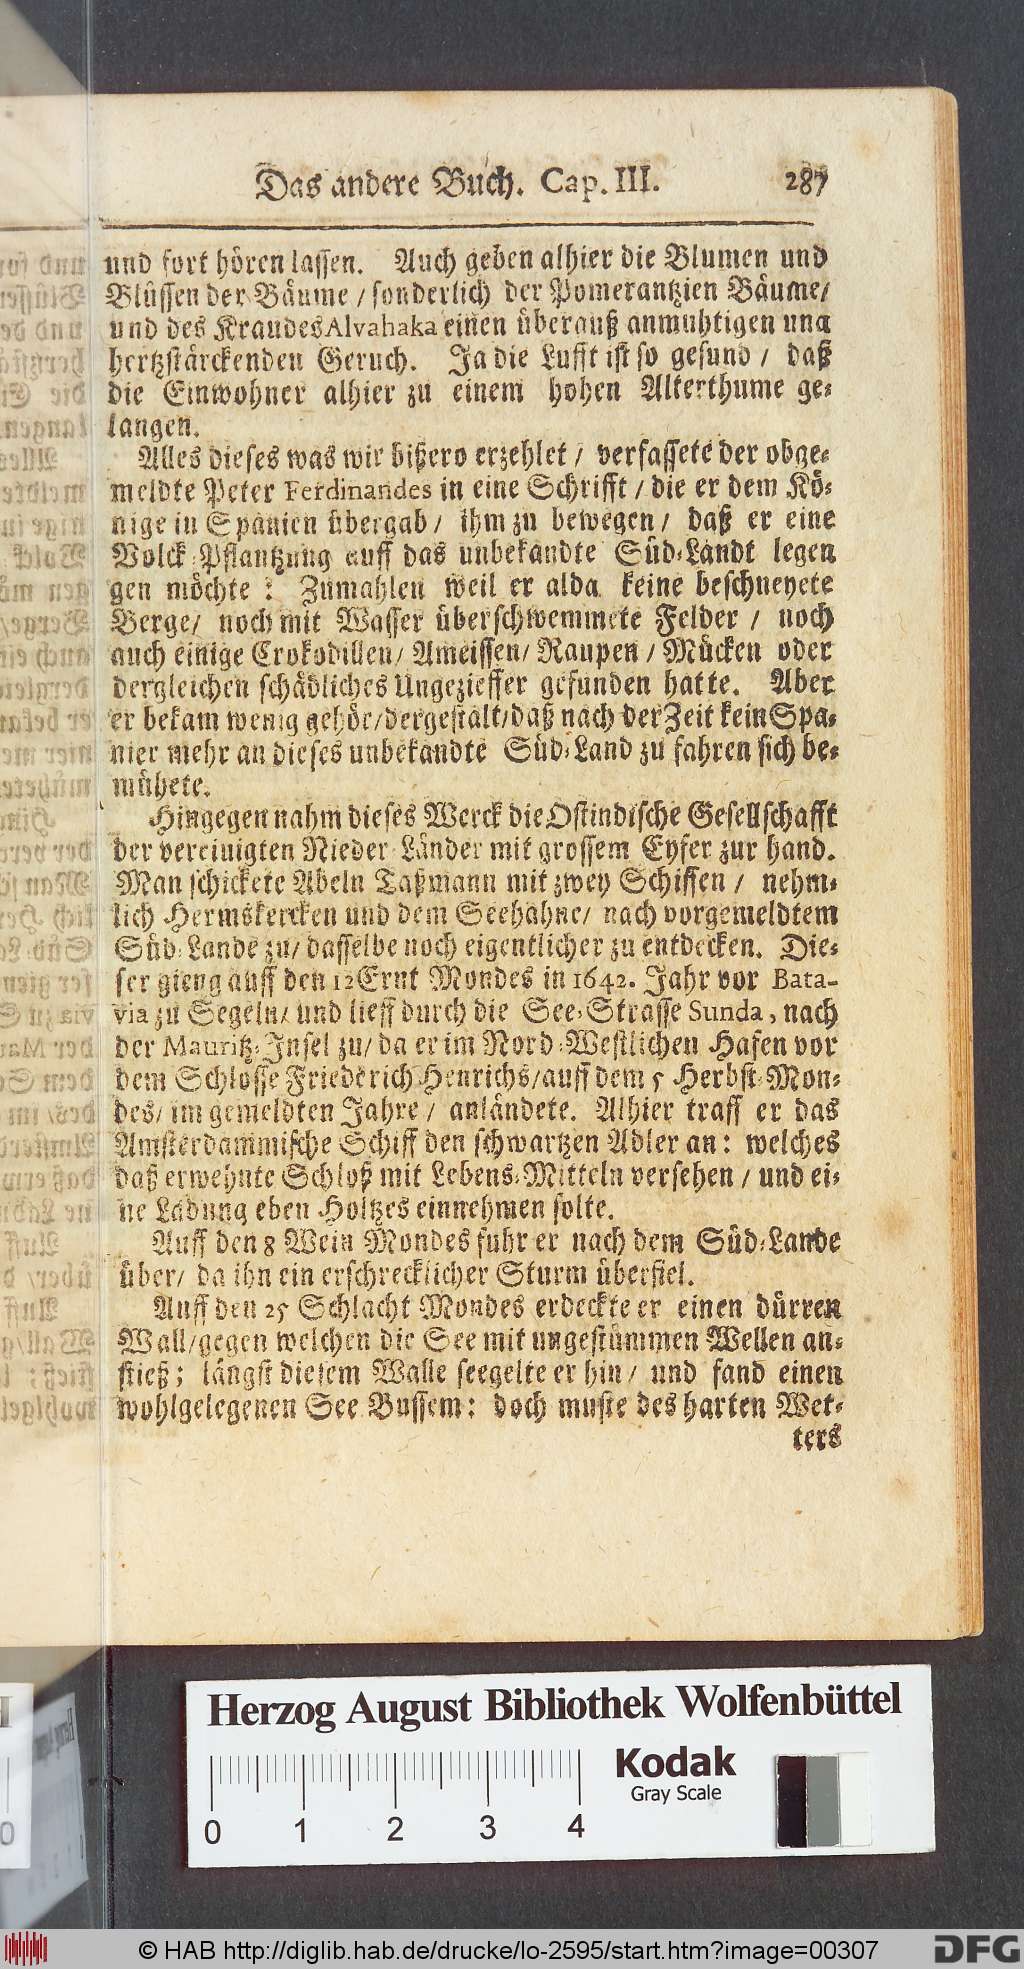 Das andere Buch. Cap. III. 287
und fort hören lassen. Auch geben alhier die Blumen und
Blüssen der Bäume / sonderlich der Pomerantzien Bäume/
und des Kraudes Alvahaka einen überauß anmuhtigen und
hertzstärckenden Geruch. Ja die Lufft ist so gesund / daß
die Einwohner alhier zu einem hohen Alterthume ge-
langen.
Alles dieses was wir bißero erzehlet / verfassete der obge-
meldte Peter Ferdinandes in eine Schrifft / die er dem Kö-
nige in Spanien übergab / ihm zu bewegen / daß er eine
Volck-Pflantzung auff das unbekandte Süd-Landt legen
gen möchte: Zumahlen weil er alda keine beschneyete
Berge/ noch mit Wasser überschwemmete Felder / noch
auch einige Crokodillen/ Ameissen/ Raupen / Mücken oder
dergleichen schädliches Ungezieffer gefunden hatte. Aber
er bekam wenig gehör/dergestalt/daß nach der Zeit kein Spa-
nier mehr an dieses unbekandte Süd-Land zu fahren sich be-
mühete.
Hingegen nahm dieses Werck die Ostindische Gesellschafft
der vereinigten Nieder-Länder mit grossem Eyfer zur hand.
Man schickete Abeln Taßmann mit zwey Schiffen / nehm-
lich Hermskercken und dem Seehahne/ nach vorgemeldtem
Süd-Lande zu/ dasselbe noch eigentlicher zu entdecken. Die-
ser gieng auff den 12 Ernt Mondes in 1642. Jahr vor Bata-
via zu Segeln/ und lieff durch die See-Strasse Sunda, nach
der Mauritz-Insel zu/ da er im Nord-Westlichen Hafen vor
dem Schlosse Friederich Henrichs/auff dem 5 Herbst-Mon-
des/ im gemeldten Jahre / anländete. Alhier traff er das
Amsterdammische Schiff den schwartzen Adler an: welches
daß erwehnte Schloß mit Lebens-Mitteln versehen / und ei-
ne Ladung eben Holtzes einnehmen solte.
Auff den 8 Wein Mondes fuhr er nach dem Süd-Lande
über/ da ihn ein erschrecklicher Sturm überfiel.
Auff den 25 Schlacht Mondes erdeckte er einen dürren
Wall/gegen welchen die See mit ungestümmen Wellen an-
stieß; längst diesem Walle seegelte er hin/ und fand einen
wohlgelegenen See Bussem: doch muste des harten Wet-
ters
Herzog August Bibliothek Wolfenbüttel
Kodak
Gray Scale
0 1 2 3 4
© HAB http://diglib.hab.de/drucke/lo-2595/start.htm?image=00307
DFG